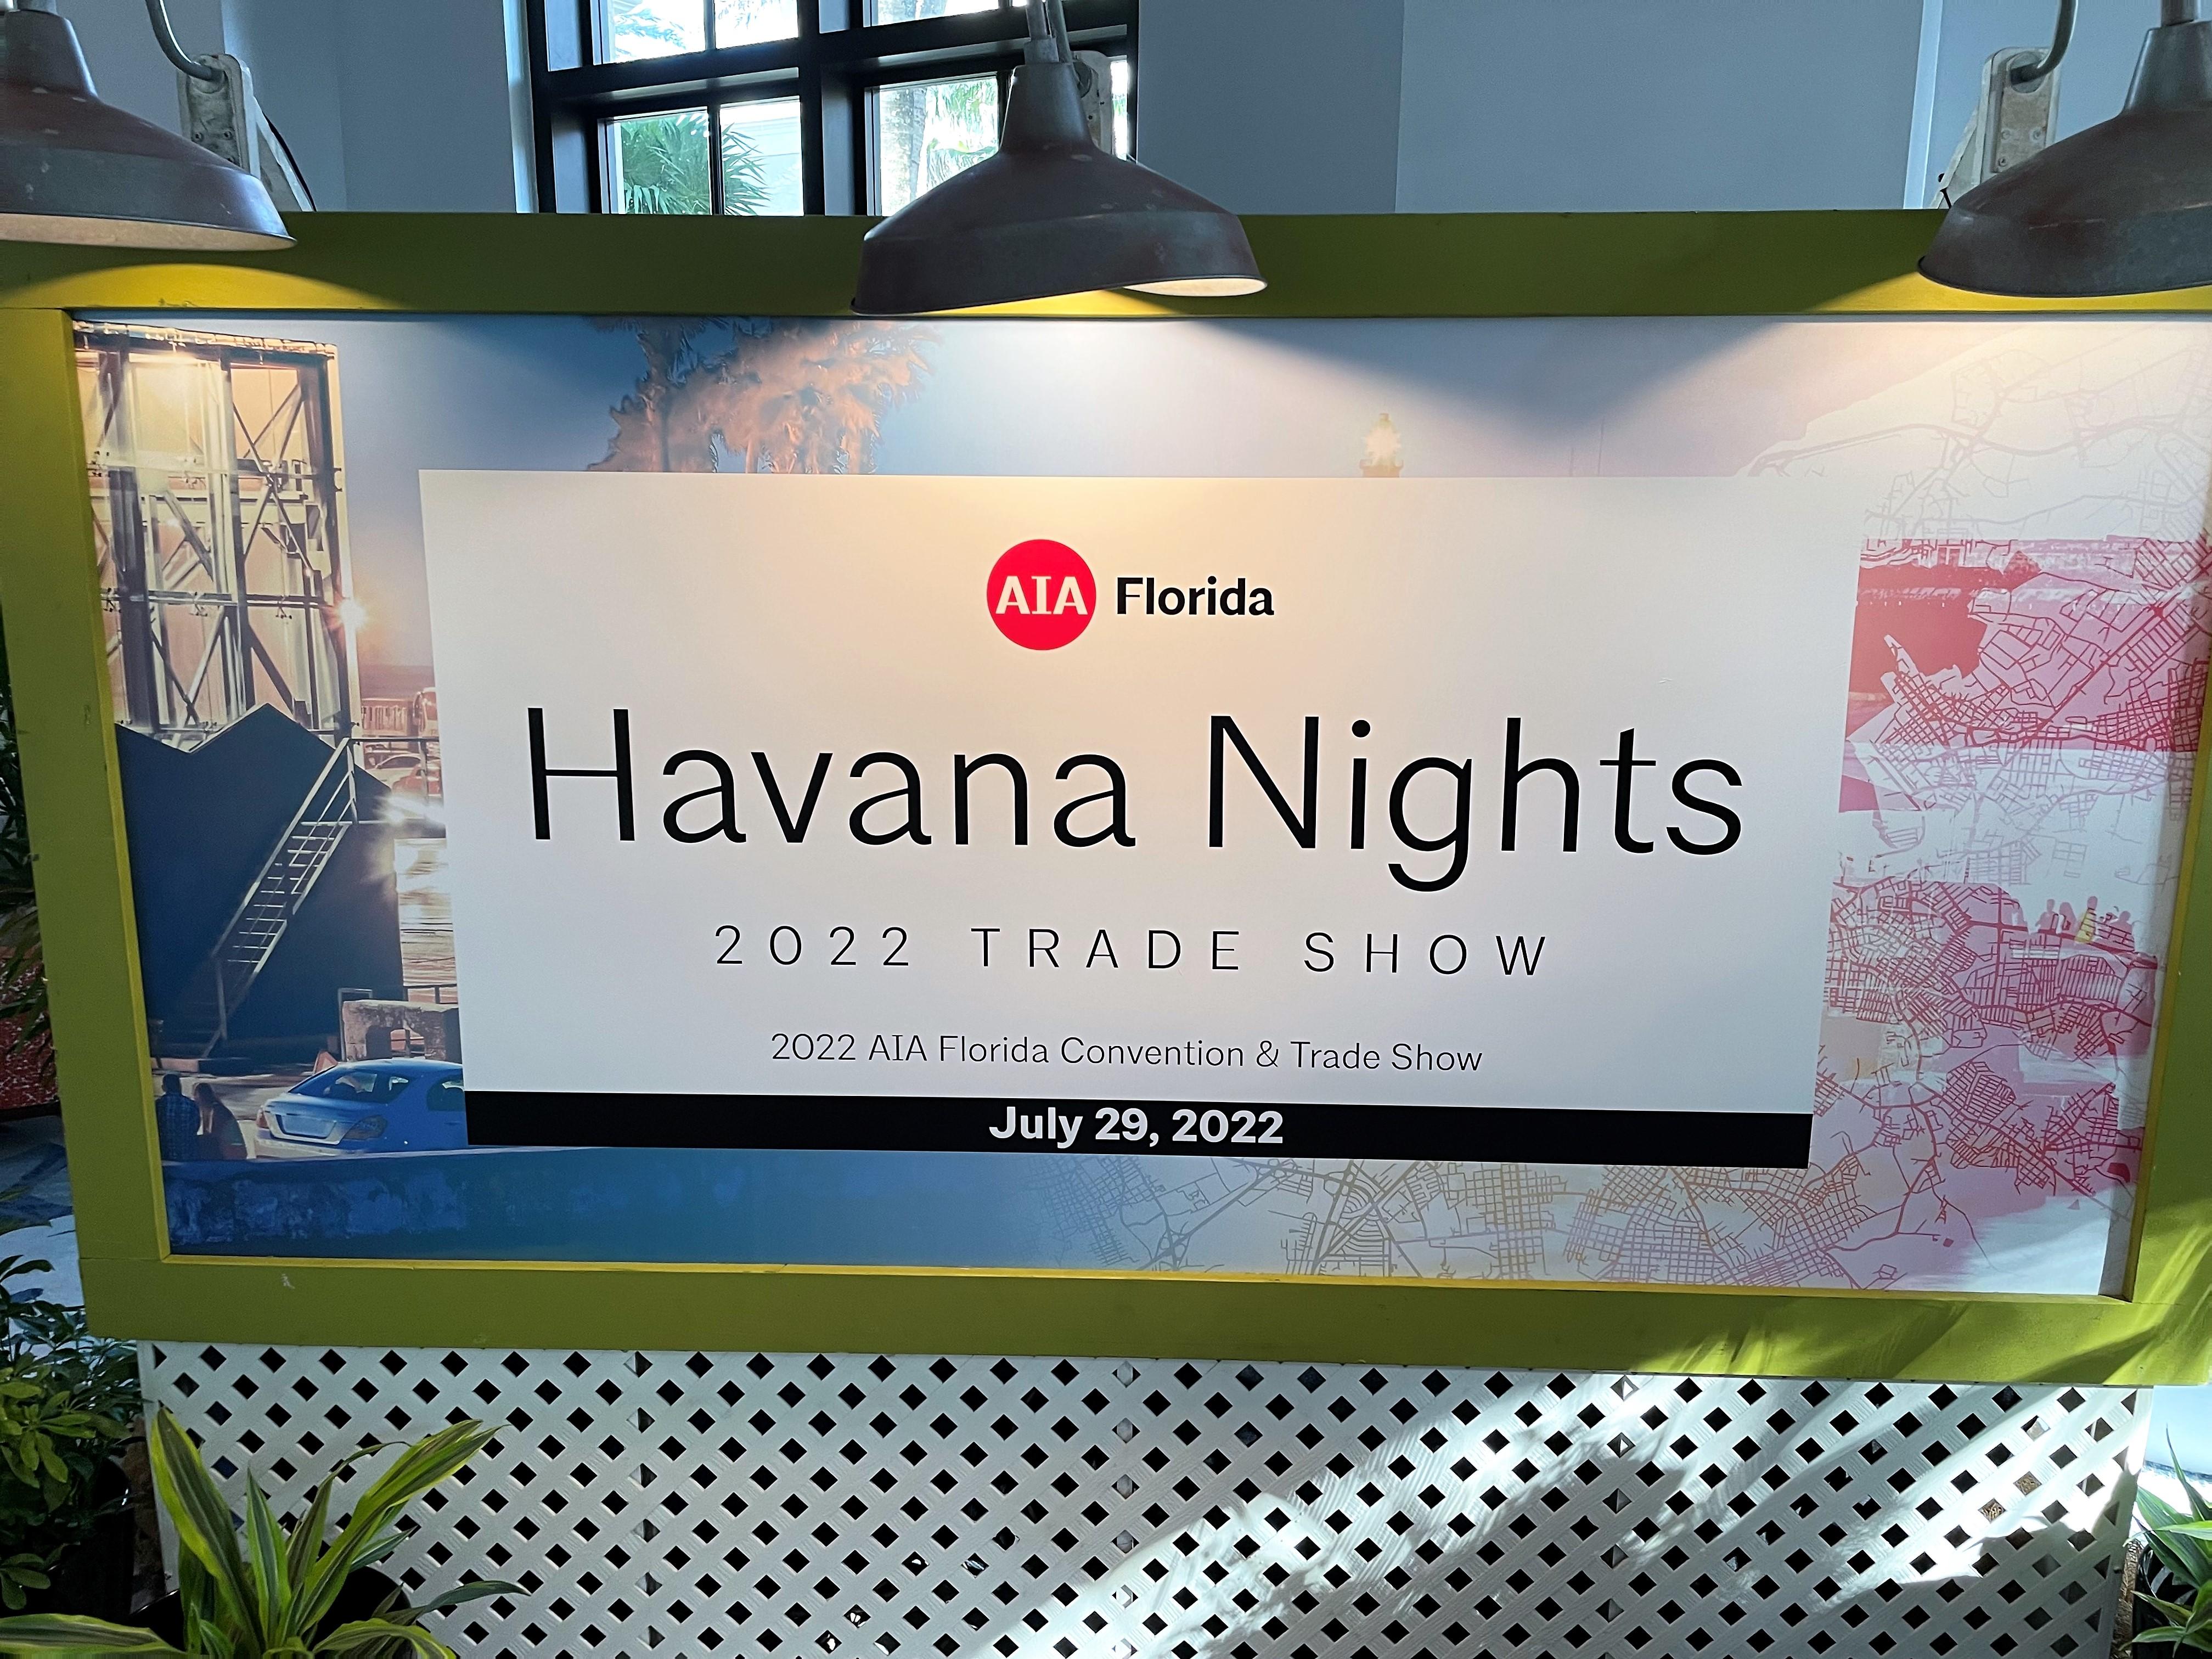 AIA Florida
Havana Nights
2022 TRADE SHOW
2022 AIA Florida Convention & Trade Show
July 29, 2022